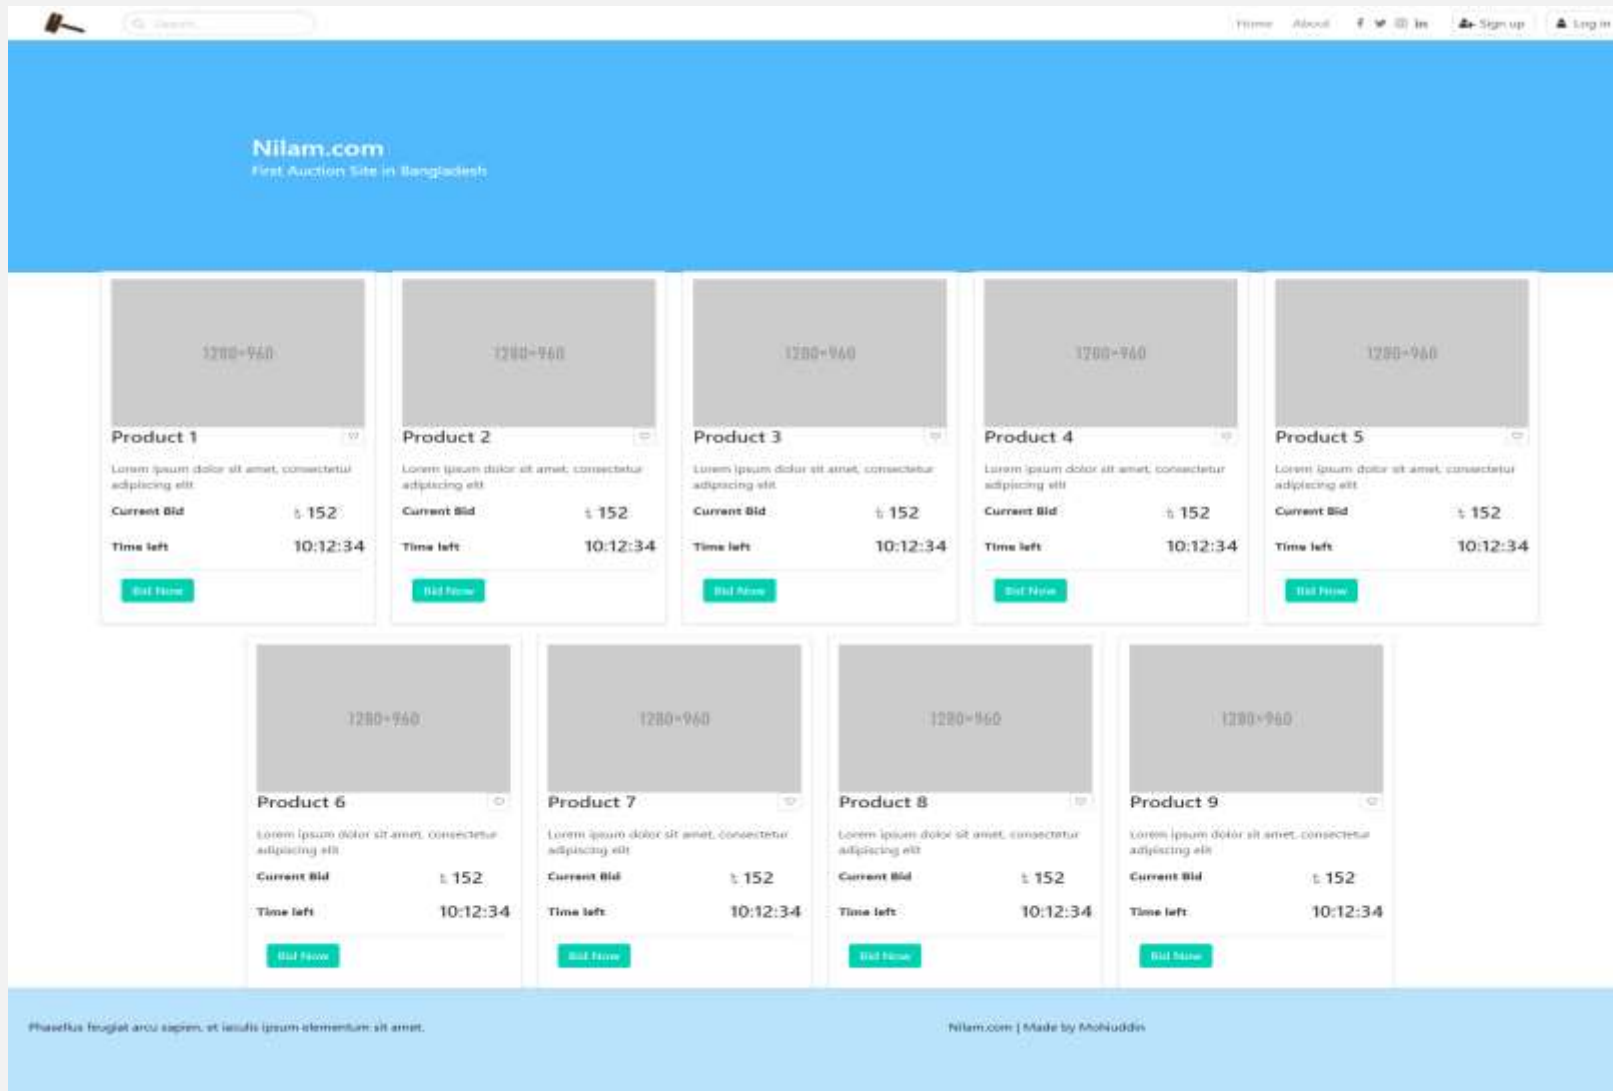 Search...
Home About Sign up Log in
Nilam.com
First Auction Site in Bangladesh
1280×960 1280×960 1280×960 1280×960 1280×960
Product 1 Product 2 Product 3 Product 4 Product 5
Lorem ipsum dolor sit amet, consectetur Lorem ipsum dolor sit amet, consectetur Lorem ipsum dolor sit amet, consectetur Lorem ipsum dolor sit amet, consectetur Lorem ipsum dolor sit amet, consectetur
adipiscing elit adipiscing elit adipiscing elit adipiscing elit adipiscing elit
Current Bid ৳ 152 Current Bid ৳ 152 Current Bid ৳ 152 Current Bid ৳ 152 Current Bid ৳ 152
Time left 10:12:34 Time left 10:12:34 Time left 10:12:34 Time left 10:12:34 Time left 10:12:34
Bid Now Bid Now Bid Now Bid Now Bid Now
1280×960 1280×960 1280×960 1280×960
Product 6 Product 7 Product 8 Product 9
Lorem ipsum dolor sit amet, consectetur Lorem ipsum dolor sit amet, consectetur Lorem ipsum dolor sit amet, consectetur Lorem ipsum dolor sit amet, consectetur
adipiscing elit adipiscing elit adipiscing elit adipiscing elit
Current Bid ৳ 152 Current Bid ৳ 152 Current Bid ৳ 152 Current Bid ৳ 152
Time left 10:12:34 Time left 10:12:34 Time left 10:12:34 Time left 10:12:34
Bid Now Bid Now Bid Now Bid Now
Phasellus feugiat arcu sapien, et iaculis ipsum elementum sit amet. Nilam.com | Made by Mohiuddin